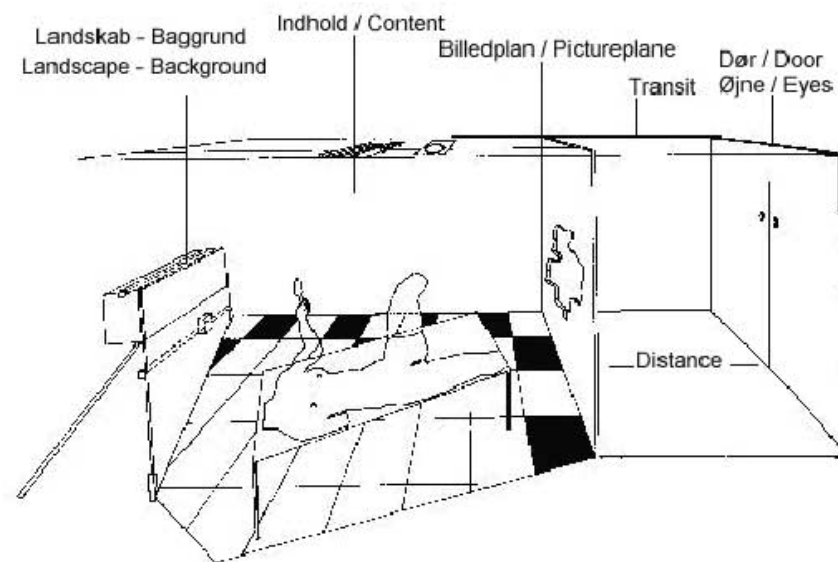 Landskab - Baggrund
Landscape - Background
Indhold / Content
Billedplan / Pictureplane
Transit
Dør / Door
Øjne / Eyes
Distance